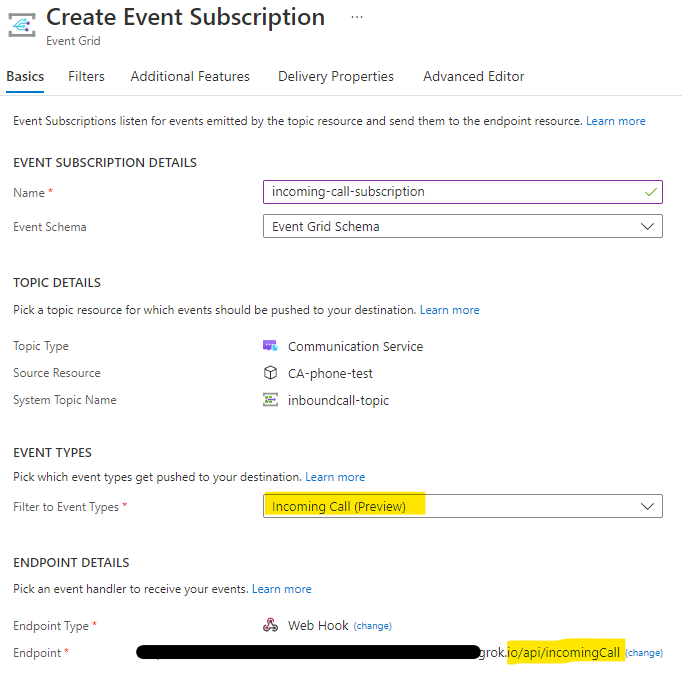 Create Event Subscription ...
Event Grid
Basics Filters Additional Features Delivery Properties Advanced Editor
Event Subscriptions listen for events emitted by the topic resource and send them to the endpoint resource. Learn more
EVENT SUBSCRIPTION DETAILS
Name * incoming-call-subscription
Event Schema Event Grid Schema
TOPIC DETAILS
Pick a topic resource for which events should be pushed to your destination. Learn more
Topic Type Communication Service
Source Resource CA-phone-test
System Topic Name inboundcall-topic
EVENT TYPES
Pick which event types get pushed to your destination. Learn more
Filter to Event Types * Incoming Call (Preview)
ENDPOINT DETAILS
Pick an event handler to receive your events. Learn more
Endpoint Type * Web Hook (change)
Endpoint * grok.io/api/incomingCall (change)